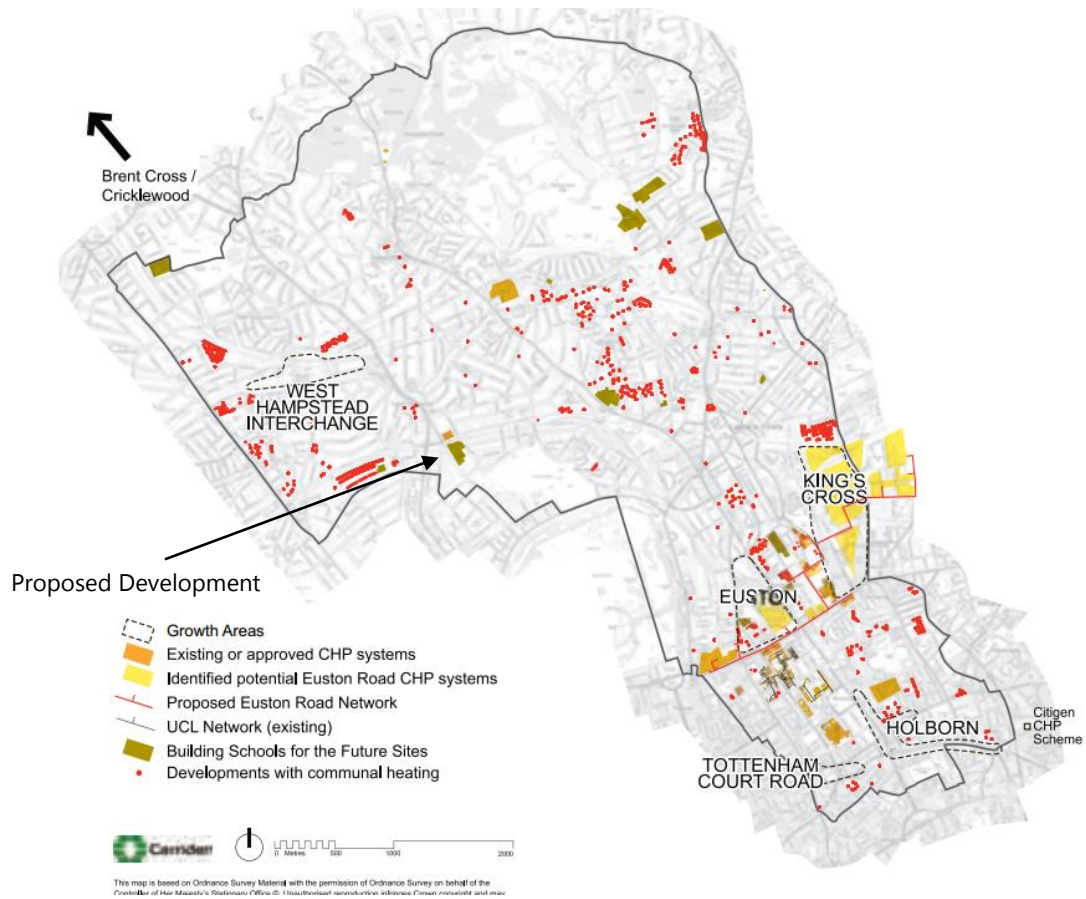 Brent Cross /
Cricklewood
WEST
HAMPSTEAD
INTERCHANGE
KING'S
CROSS
Proposed Development
EUSTON
Growth Areas
Existing or approved CHP systems
Identified potential Euston Road CHP systems
Proposed Euston Road Network
UCL Network (existing)
Building Schools for the Future Sites
Developments with communal heating
HOLBORN
Citigen
CHP
Scheme
TOTTENHAM
COURT ROAD
Camden
0 Metres 500 1000 2000
This map is based on Ordnance Survey Material with the permission of Ordnance Survey on behalf of the
Controller of Her Majesty's Stationary Office ©. Unauthorised reproduction infringes Crown copyright and may